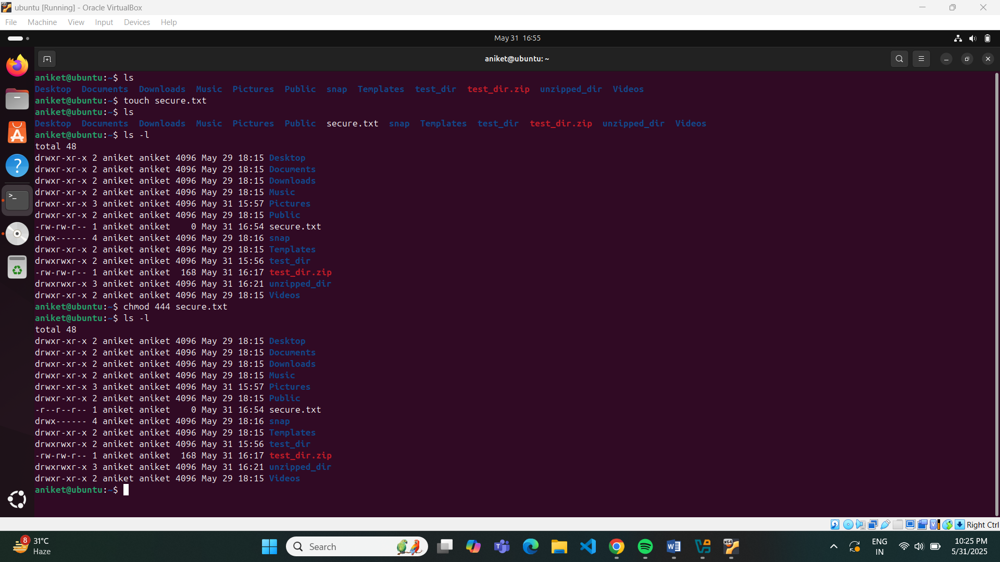 ubuntu [Running] - Oracle VirtualBox
File Machine View Input Devices Help
May 31 16:55
aniket@ubuntu: ~
aniket@ubuntu:~$ ls
Desktop Documents Downloads Music Pictures Public snap Templates test_dir test_dir.zip unzipped_dir Videos
aniket@ubuntu:~$ touch secure.txt
aniket@ubuntu:~$ ls
Desktop Documents Downloads Music Pictures Public secure.txt snap Templates test_dir test_dir.zip unzipped_dir Videos
aniket@ubuntu:~$ ls -l
total 48
drwxr-xr-x 2 aniket aniket 4096 May 29 18:15 Desktop
drwxr-xr-x 2 aniket aniket 4096 May 29 18:15 Documents
drwxr-xr-x 2 aniket aniket 4096 May 29 18:15 Downloads
drwxr-xr-x 2 aniket aniket 4096 May 29 18:15 Music
drwxr-xr-x 3 aniket aniket 4096 May 31 15:57 Pictures
drwxr-xr-x 2 aniket aniket 4096 May 29 18:15 Public
-rw-rw-r-- 1 aniket aniket    0 May 31 16:54 secure.txt
drwx------ 4 aniket aniket 4096 May 29 18:16 snap
drwxr-xr-x 2 aniket aniket 4096 May 29 18:15 Templates
drwxrwxr-x 2 aniket aniket 4096 May 31 15:56 test_dir
-rw-rw-r-- 1 aniket aniket  168 May 31 16:17 test_dir.zip
drwxrwxr-x 3 aniket aniket 4096 May 31 16:21 unzipped_dir
drwxr-xr-x 2 aniket aniket 4096 May 29 18:15 Videos
aniket@ubuntu:~$ chmod 444 secure.txt
aniket@ubuntu:~$ ls -l
total 48
drwxr-xr-x 2 aniket aniket 4096 May 29 18:15 Desktop
drwxr-xr-x 2 aniket aniket 4096 May 29 18:15 Documents
drwxr-xr-x 2 aniket aniket 4096 May 29 18:15 Downloads
drwxr-xr-x 2 aniket aniket 4096 May 29 18:15 Music
drwxr-xr-x 3 aniket aniket 4096 May 31 15:57 Pictures
drwxr-xr-x 2 aniket aniket 4096 May 29 18:15 Public
-r--r--r-- 1 aniket aniket    0 May 31 16:54 secure.txt
drwx------ 4 aniket aniket 4096 May 29 18:16 snap
drwxr-xr-x 2 aniket aniket 4096 May 29 18:15 Templates
drwxrwxr-x 2 aniket aniket 4096 May 31 15:56 test_dir
-rw-rw-r-- 1 aniket aniket  168 May 31 16:17 test_dir.zip
drwxrwxr-x 3 aniket aniket 4096 May 31 16:21 unzipped_dir
drwxr-xr-x 2 aniket aniket 4096 May 29 18:15 Videos
aniket@ubuntu:~$
Right Ctrl
8
31°C
Haze
Search
ENG
IN
10:25 PM
5/31/2025